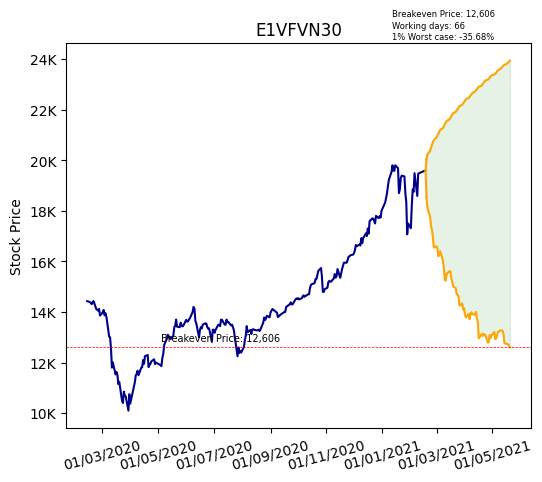 Breakeven Price: 12,606
Working days: 66
1% Worst case: -35.68%
E1VFVN30
24K
22K
20K
18K
16K
14K
12K
10K
Stock Price
Breakeven Price: 12,606
01/03/2020
01/05/2020
01/07/2020
01/09/2020
01/11/2020
01/01/2021
01/03/2021
01/05/2021